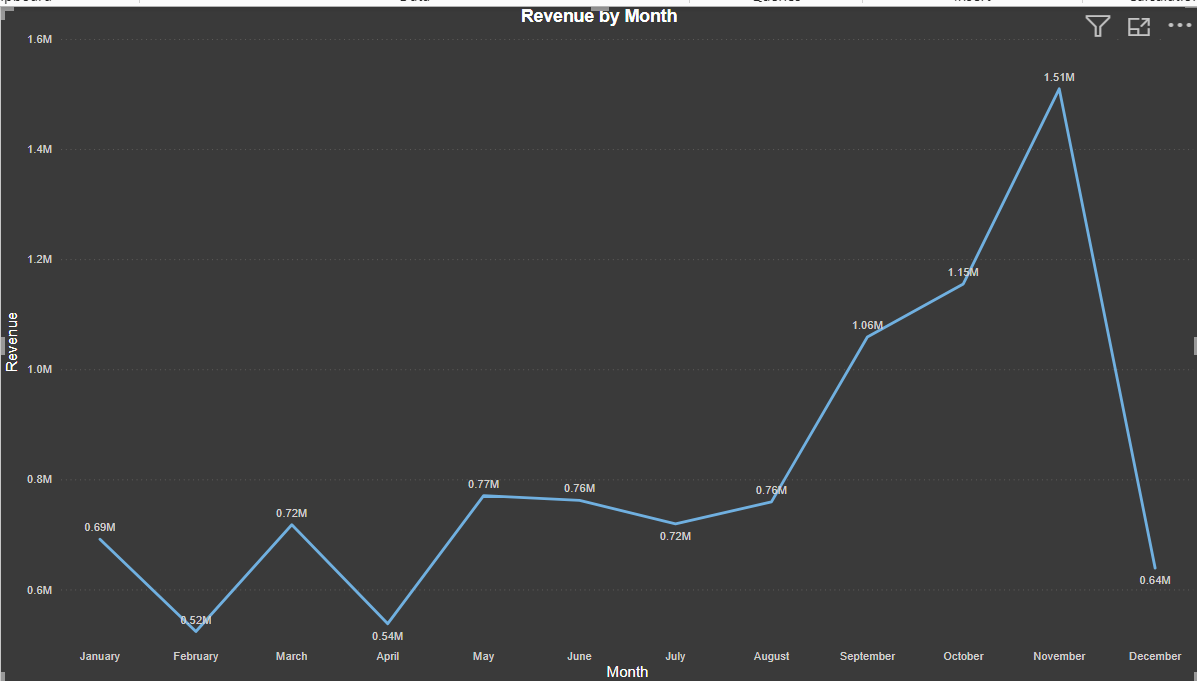 Revenue by Month
1.6M
1.4M
1.2M
1.0M
0.8M
0.6M
Revenue
0.69M
0.52M
0.72M
0.54M
0.77M
0.76M
0.72M
0.76M
1.06M
1.15M
1.51M
0.64M
January February March April May June July August September October November December
Month